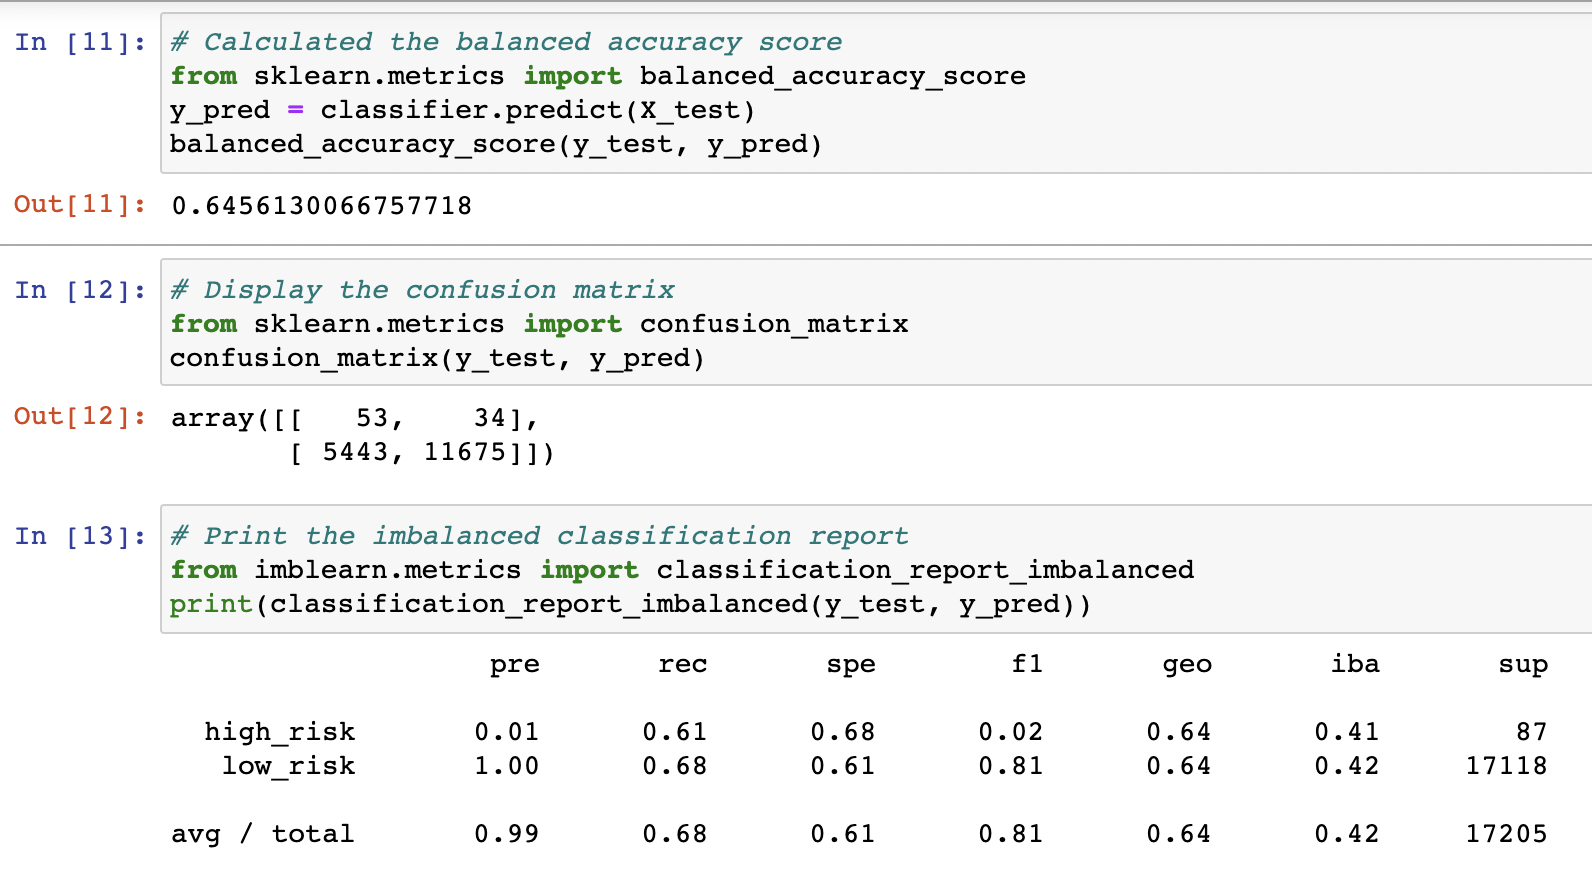 In [11]: # Calculated the balanced accuracy score
from sklearn.metrics import balanced_accuracy_score
y_pred = classifier.predict(X_test)
balanced_accuracy_score(y_test, y_pred)
Out[11]: 0.6456130066757718
In [12]: # Display the confusion matrix
from sklearn.metrics import confusion_matrix
confusion_matrix(y_test, y_pred)
Out[12]: array([[   53,    34],
       [ 5443, 11675]])
In [13]: # Print the imbalanced classification report
from imblearn.metrics import classification_report_imbalanced
print(classification_report_imbalanced(y_test, y_pred))
pre rec spe f1 geo iba sup
high_risk 0.01 0.61 0.68 0.02 0.64 0.41 87
low_risk 1.00 0.68 0.61 0.81 0.64 0.42 17118
avg / total 0.99 0.68 0.61 0.81 0.64 0.42 17205